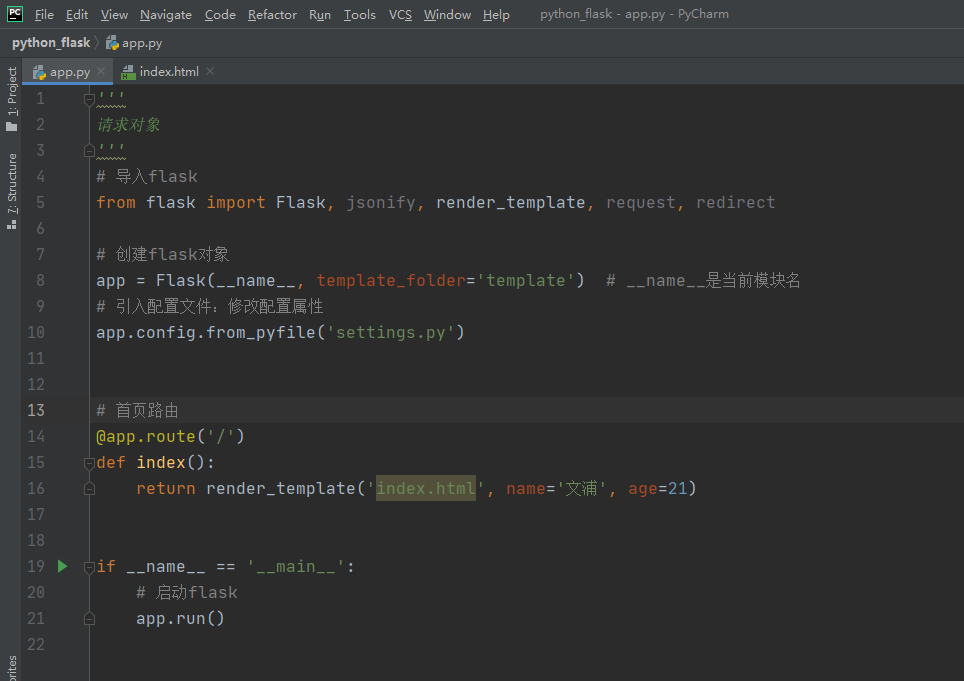 PC File Edit View Navigate Code Refactor Run Tools VCS Window Help python_flask - app.py - PyCharm
python_flask app.py
app.py index.html
1: Project
7: Structure
1 '''
2 请求对象
3 '''
4 # 导入flask
5 from flask import Flask, jsonify, render_template, request, redirect
6
7 # 创建flask对象
8 app = Flask(__name__, template_folder='template')  # __name__是当前模块名
9 # 引入配置文件：修改配置属性
10 app.config.from_pyfile('settings.py')
11
12
13 # 首页路由
14 @app.route('/')
15 def index():
16     return render_template('index.html', name='文浦', age=21)
17
18
19 if __name__ == '__main__':
20     # 启动flask
21     app.run()
22